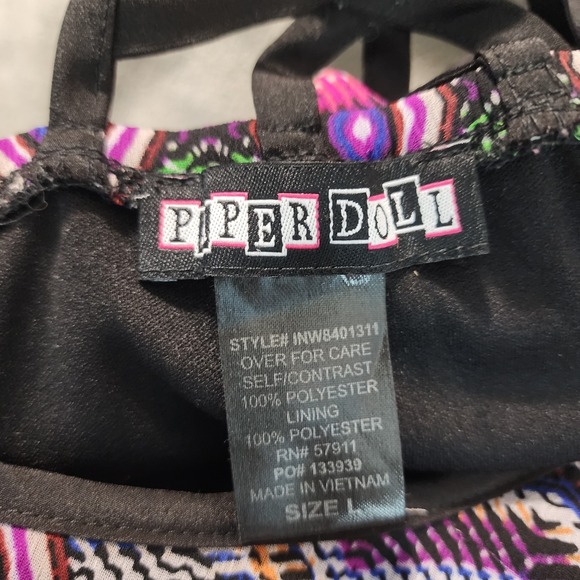 PAPER DOLL
STYLE# INW8401311
OVER FOR CARE
SELF/CONTRAST
100% POLYESTER
LINING
100% POLYESTER
RN# 57911
PO# 133939
MADE IN VIETNAM
SIZE L